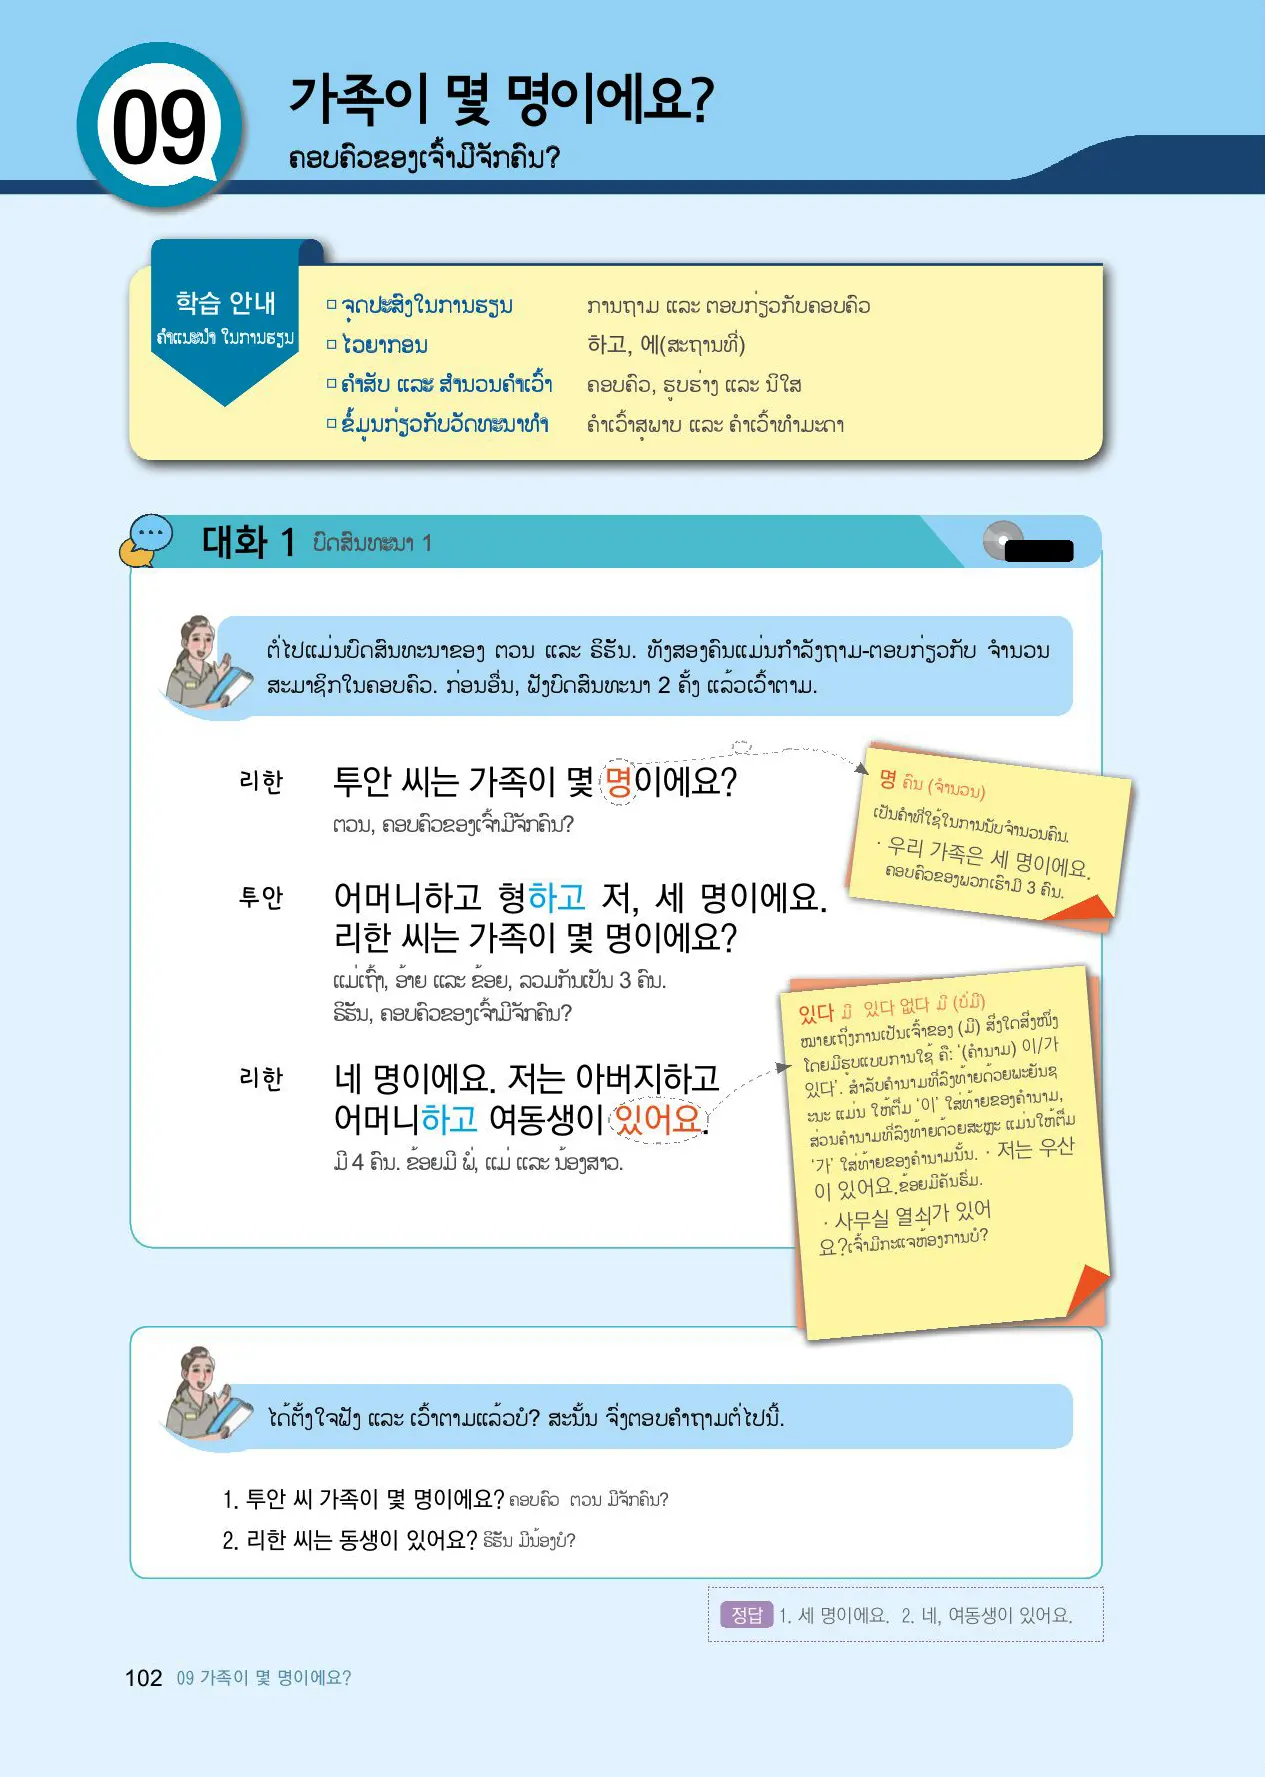 09
가족이 몇 명이에요?
ຄອບຄົວຂອງເຈົ້າມີຈັກຄົນ?
학습 안내
ຄຳແນະນຳ ໃນການຮຽນ
▫ ຈຸດປະສົງໃນການຮຽນ ການຖາມ ແລະ ຕອບກ່ຽວກັບຄອບຄົວ
▫ ໄວຍາກອນ 하고, 에(ສະຖານທີ່)
▫ ຄຳສັບ ແລະ ສຳນວນຄຳເວົ້າ ຄອບຄົວ, ຮູບຮ່າງ ແລະ ນິໃສ
▫ ຂໍ້ມູນກ່ຽວກັບວັດທະນາທຳ ຄຳເວົ້າສຸພາບ ແລະ ຄຳເວົ້າທຳມະດາ
대화 1 ບົດສົນທະນາ 1
ຕໍ່ໄປແມ່ນບົດສົນທະນາຂອງ ຕວນ ແລະ ຣິຮັນ. ທັງສອງຄົນແມ່ນກຳລັງຖາມ-ຕອບກ່ຽວກັບ ຈຳນວນ
ສະມາຊິກໃນຄອບຄົວ. ກ່ອນອື່ນ, ຟັງບົດສົນທະນາ 2 ຄັ້ງ ແລ້ວເວົ້າຕາມ.
리한 투안 씨는 가족이 몇 명이에요?
ຕວນ, ຄອບຄົວຂອງເຈົ້າມີຈັກຄົນ?
투안 어머니하고 형하고 저, 세 명이에요.
리한 씨는 가족이 몇 명이에요?
ແມ່ເຖົ້າ, ອ້າຍ ແລະ ຂ້ອຍ, ລວມກັນເປັນ 3 ຄົນ.
ຣິຮັນ, ຄອບຄົວຂອງເຈົ້າມີຈັກຄົນ?
리한 네 명이에요. 저는 아버지하고
어머니하고 여동생이 있어요.
ມີ 4 ຄົນ. ຂ້ອຍມີ ພໍ່, ແມ່ ແລະ ນ້ອງສາວ.
명 ຄົນ (ຈຳນວນ)
ເປັນຄຳທີ່ໃຊ້ໃນການນັບຈຳນວນຄົນ.
· 우리 가족은 세 명이에요.
ຄອບຄົວຂອງພວກເຮົາມີ 3 ຄົນ.
있다 ມີ 있다 없다 ມີ (ບໍ່ມີ)
ໝາຍເຖິງການເປັນເຈົ້າຂອງ (ມີ) ສິ່ງໃດສິ່ງໜຶ່ງ
ໂດຍມີຮູບແບບການໃຊ້ ຄື: ‘(ຄຳນາມ) 이/가
있다’. ສຳລັບຄຳນາມທີ່ລົງທ້າຍດ້ວຍພະຍັນຊ
ະນະ ແມ່ນ ໃຫ້ຕື່ມ ‘이’ ໃສ່ທ້າຍຂອງຄຳນາມ,
ສ່ວນຄຳນາມທີ່ລົງທ້າຍດ້ວຍສະຫຼະ ແມ່ນໃຫ້ຕື່ມ
‘가’ ໃສ່ທ້າຍຂອງຄຳນາມນັ້ນ. · 저는 우산
이 있어요.ຂ້ອຍມີຄັນຮົ່ມ.
· 사무실 열쇠가 있어
요?ເຈົ້າມີກະແຈຫ້ອງການບໍ?
ໄດ້ຕັ້ງໃຈຟັງ ແລະ ເວົ້າຕາມແລ້ວບໍ? ສະນັ້ນ ຈົ່ງຕອບຄຳຖາມຕໍ່ໄປນີ້.
1. 투안 씨 가족이 몇 명이에요? ຄອບຄົວ ຕວນ ມີຈັກຄົນ?
2. 리한 씨는 동생이 있어요? ຣິຮັນ ມີນ້ອງບໍ?
정답 1. 세 명이에요. 2. 네, 여동생이 있어요.
102 09 가족이 몇 명이에요?